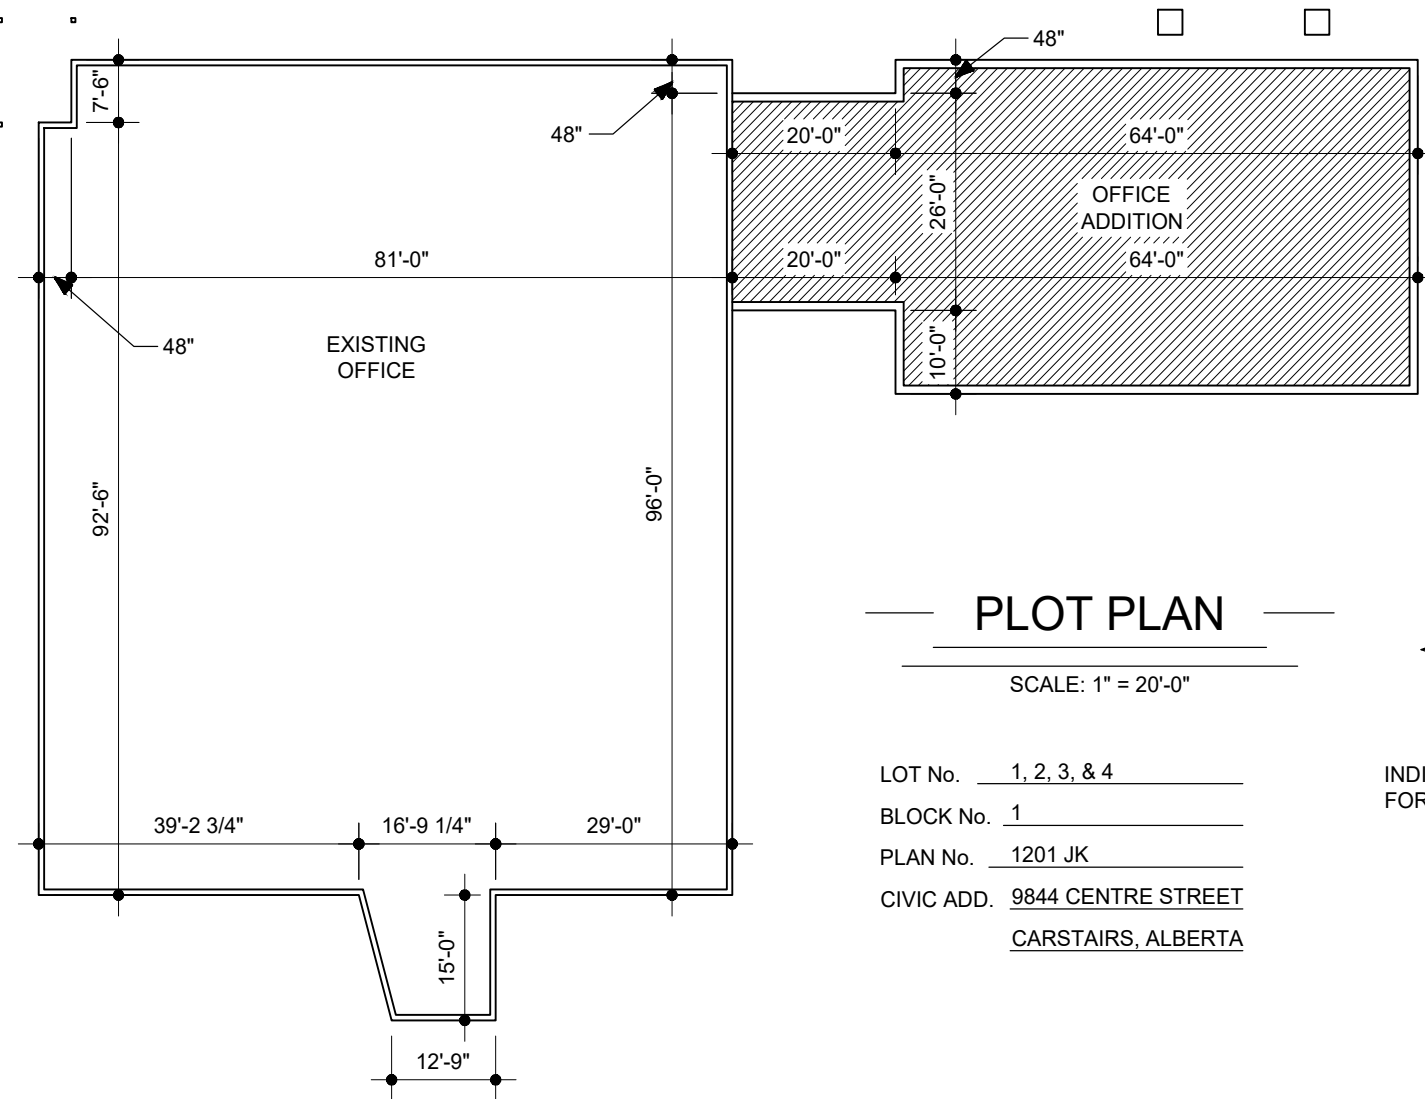 48"
7'-6"
48"
20'-0"
64'-0"
26'-0"
OFFICE
ADDITION
81'-0"
20'-0"
64'-0"
48"
EXISTING
OFFICE
10'-0"
92'-6"
96'-0"
PLOT PLAN
SCALE: 1" = 20'-0"
LOT No. 1, 2, 3, & 4
BLOCK No. 1
PLAN No. 1201 JK
CIVIC ADD. 9844 CENTRE STREET
CARSTAIRS, ALBERTA
FOR
39'-2 3/4"
16'-9 1/4"
29'-0"
15'-0"
12'-9"